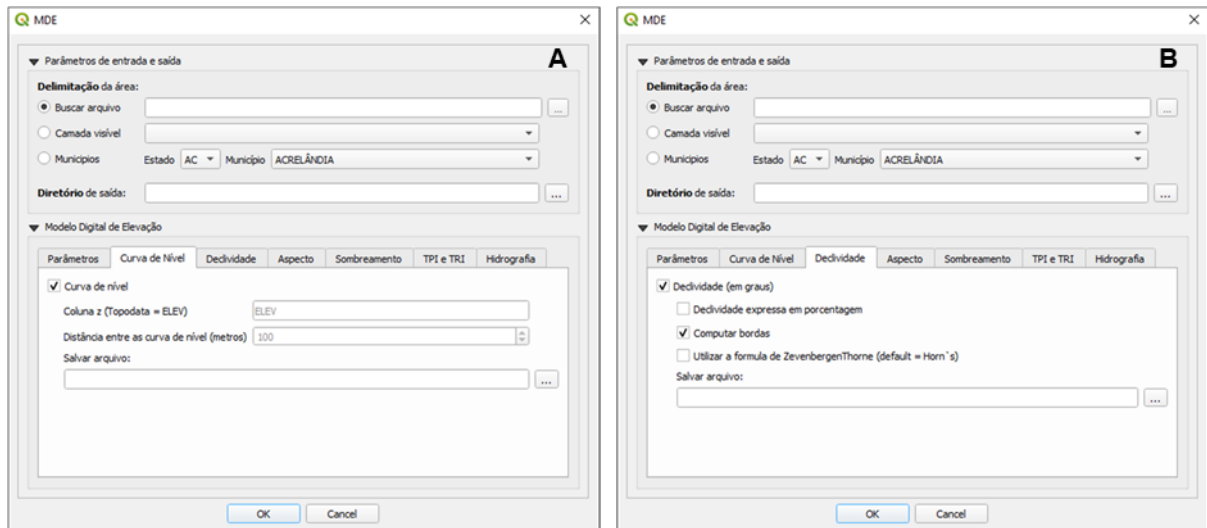 MDE
A
Parâmetros de entrada e saída
Delimitação da área:
Buscar arquivo ...
Camada visível
Municipios Estado AC Município ACRELÂNDIA
Diretório de saída: ...
Modelo Digital de Elevação
Parâmetros Curva de Nível Declividade Aspecto Sombreamento TPI e TRI Hidrografia
Curva de nível
Coluna z (Topodata = ELEV) ELEV
Distância entre as curva de nível (metros) 100
Salvar arquivo:
...
OK Cancel
MDE
B
Parâmetros de entrada e saída
Delimitação da área:
Buscar arquivo ...
Camada visível
Municipios Estado AC Município ACRELÂNDIA
Diretório de saída: ...
Modelo Digital de Elevação
Parâmetros Curva de Nível Declividade Aspecto Sombreamento TPI e TRI Hidrografia
Declividade (em graus)
Declividade expressa em porcentagem
Computar bordas
Utilizar a formula de ZevenbergenThorne (default = Horn`s)
Salvar arquivo:
...
OK Cancel